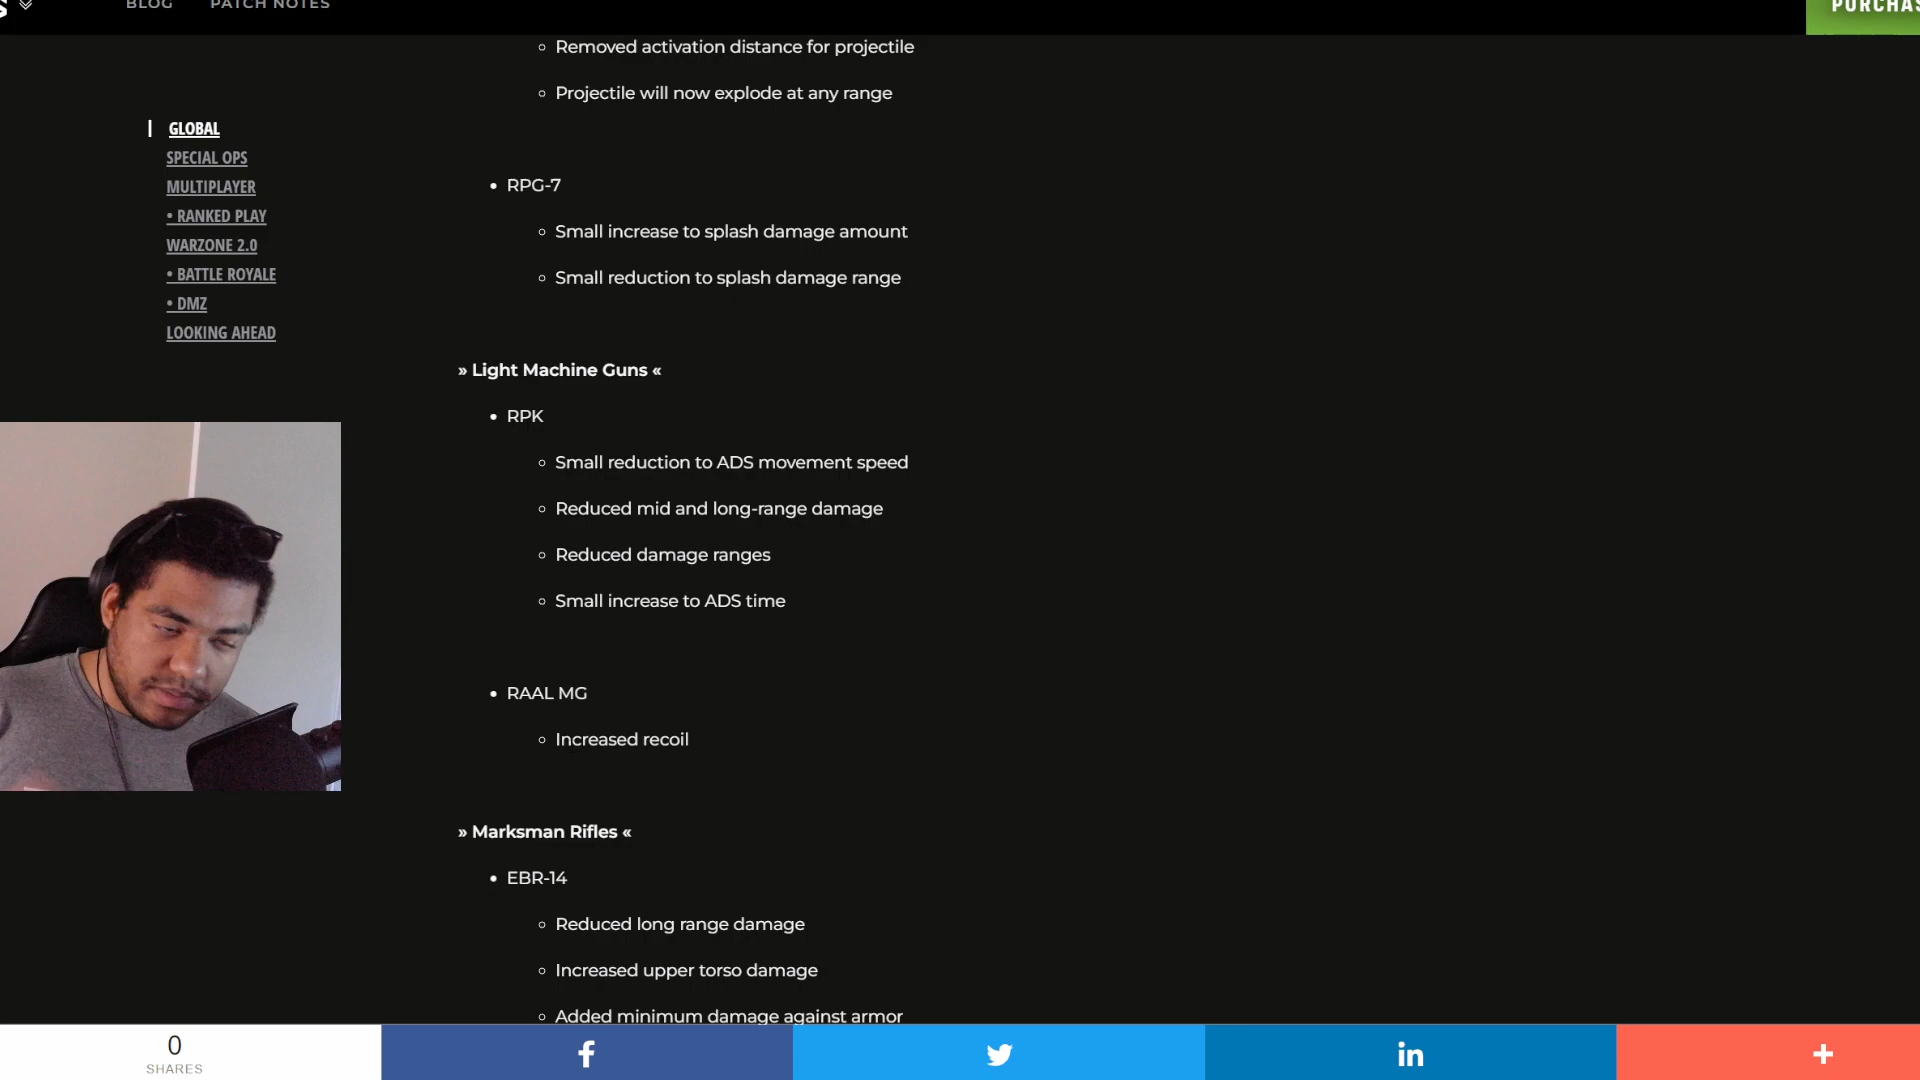 BLOG
PATCH NOTES
Removed activation distance for projectile
Projectile will now explode at any range
GLOBAL
SPECIAL OPS
MULTIPLAYER
• RANKED PLAY
WARZONE 2.0
• BATTLE ROYALE
• DMZ
LOOKING AHEAD
• RPG-7
Small increase to splash damage amount
Small reduction to splash damage range
» Light Machine Guns «
• RPK
Small reduction to ADS movement speed
Reduced mid and long-range damage
Reduced damage ranges
Small increase to ADS time
• RAAL MG
Increased recoil
» Marksman Rifles «
• EBR-14
Reduced long range damage
Increased upper torso damage
Added minimum damage against armor
0
SHARES